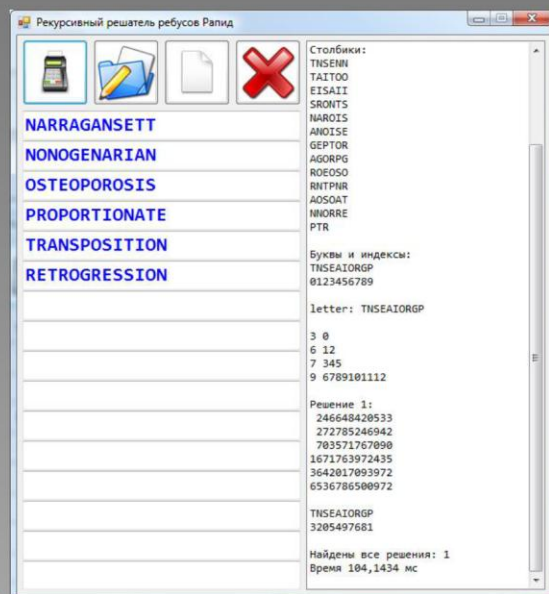 Рекурсивный решатель ребусов Рапид
NARRAGANSETT
NONOGENARIAN
OSTEOPOROSIS
PROPORTIONATE
TRANSPOSITION
RETROGRESSION
Столбики:
TNSENN
TAITOO
EISAII
SRONTS
NAROIS
ANOISE
GEPTOR
AGORPG
ROEOSO
RNTPNR
AOSOAT
NNORRE
PTR
Буквы и индексы:
TNSEAIORGP
0123456789
letter: TNSEAIORGP
3 0
6 12
7 345
9 6789101112
Решение 1:
246648420533
272785246942
703571767090
1671763972435
3642017093972
6536786500972
TNSEAIORGP
3205497681
Найдены все решения: 1
Время 104,1434 мс